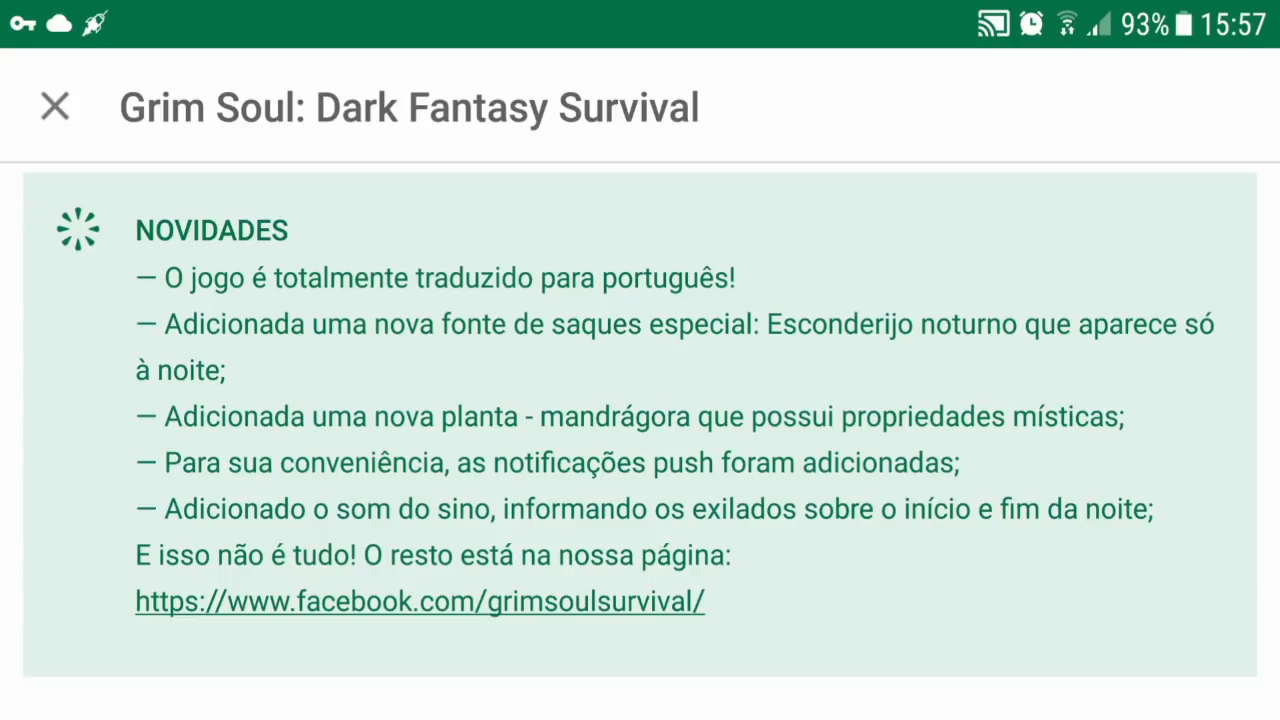 93% 15:57
Grim Soul: Dark Fantasy Survival
NOVIDADES
— O jogo é totalmente traduzido para português!
— Adicionada uma nova fonte de saques especial: Esconderijo noturno que aparece só
à noite;
— Adicionada uma nova planta - mandrágora que possui propriedades místicas;
— Para sua conveniência, as notificações push foram adicionadas;
— Adicionado o som do sino, informando os exilados sobre o início e fim da noite;
E isso não é tudo! O resto está na nossa página:
https://www.facebook.com/grimsoulsurvival/